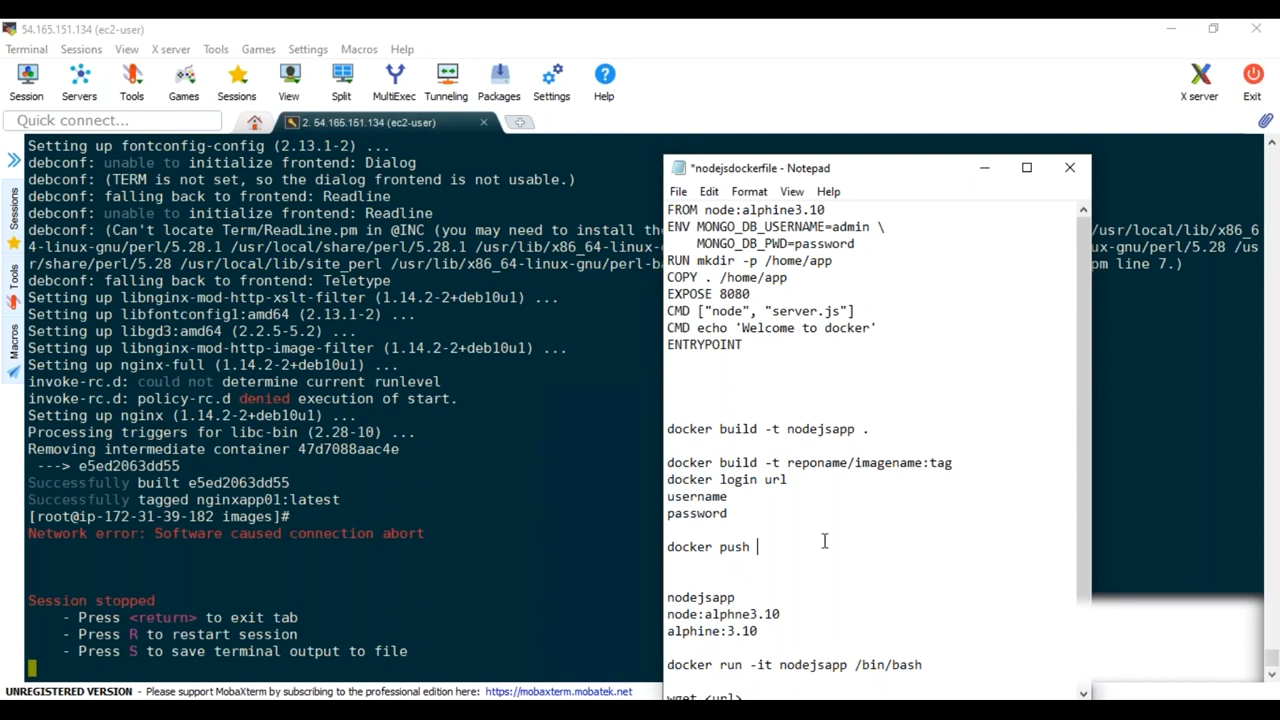 54.165.151.134 (ec2-user)
Terminal Sessions View X server Tools Games Settings Macros Help
Session Servers Tools Games Sessions View Split MultiExec Tunneling Packages Settings Help X server Exit
Quick connect...
2. 54.165.151.134 (ec2-user)
Sessions
Tools
Macros
Setting up fontconfig-config (2.13.1-2) ...
debconf: unable to initialize frontend: Dialog
debconf: (TERM is not set, so the dialog frontend is not usable.)
debconf: falling back to frontend: Readline
debconf: unable to initialize frontend: Readline
debconf: (Can't locate Term/ReadLine.pm in @INC (you may need to install the /usr/local/share/perl/5.28.1 /usr/local/lib/x86_6
4-linux-gnu/perl/5.28.1 /usr/local/share/perl/5.28.1 /usr/lib/x86_64-linux- /perl/5.28 /us
r/share/perl/5.28 /usr/local/lib/site_perl /usr/lib/x86_64-linux-gnu/perl-ba pm line 7.)
debconf: falling back to frontend: Teletype
Setting up libnginx-mod-http-xslt-filter (1.14.2-2+deb10u1) ...
Setting up libfontconfig1:amd64 (2.13.1-2) ...
Setting up libgd3:amd64 (2.2.5-5.2) ...
Setting up libnginx-mod-http-image-filter (1.14.2-2+deb10u1) ...
Setting up nginx-full (1.14.2-2+deb10u1) ...
invoke-rc.d: could not determine current runlevel
invoke-rc.d: policy-rc.d denied execution of start.
Setting up nginx (1.14.2-2+deb10u1) ...
Processing triggers for libc-bin (2.28-10) ...
Removing intermediate container 47d7088aac4e
---> e5ed2063dd55
Successfully built e5ed2063dd55
Successfully tagged nginxapp01:latest
[root@ip-172-31-39-182 images]#
Network error: Software caused connection abort
Session stopped
- Press <return> to exit tab
- Press R to restart session
- Press S to save terminal output to file
*nodejsdockerfile - Notepad
File Edit Format View Help
FROM node:alphine3.10
ENV MONGO_DB_USERNAME=admin \
MONGO_DB_PWD=password
RUN mkdir -p /home/app
COPY . /home/app
EXPOSE 8080
CMD ["node", "server.js"]
CMD echo 'Welcome to docker'
ENTRYPOINT
docker build -t nodejsapp .
docker build -t reponame/imagename:tag
docker login url
username
password
docker push
nodejsapp
node:alphne3.10
alphine:3.10
docker run -it nodejsapp /bin/bash
wget <url>
UNREGISTERED VERSION - Please support MobaXterm by subscribing to the professional edition here: https://mobaxterm.mobatek.net